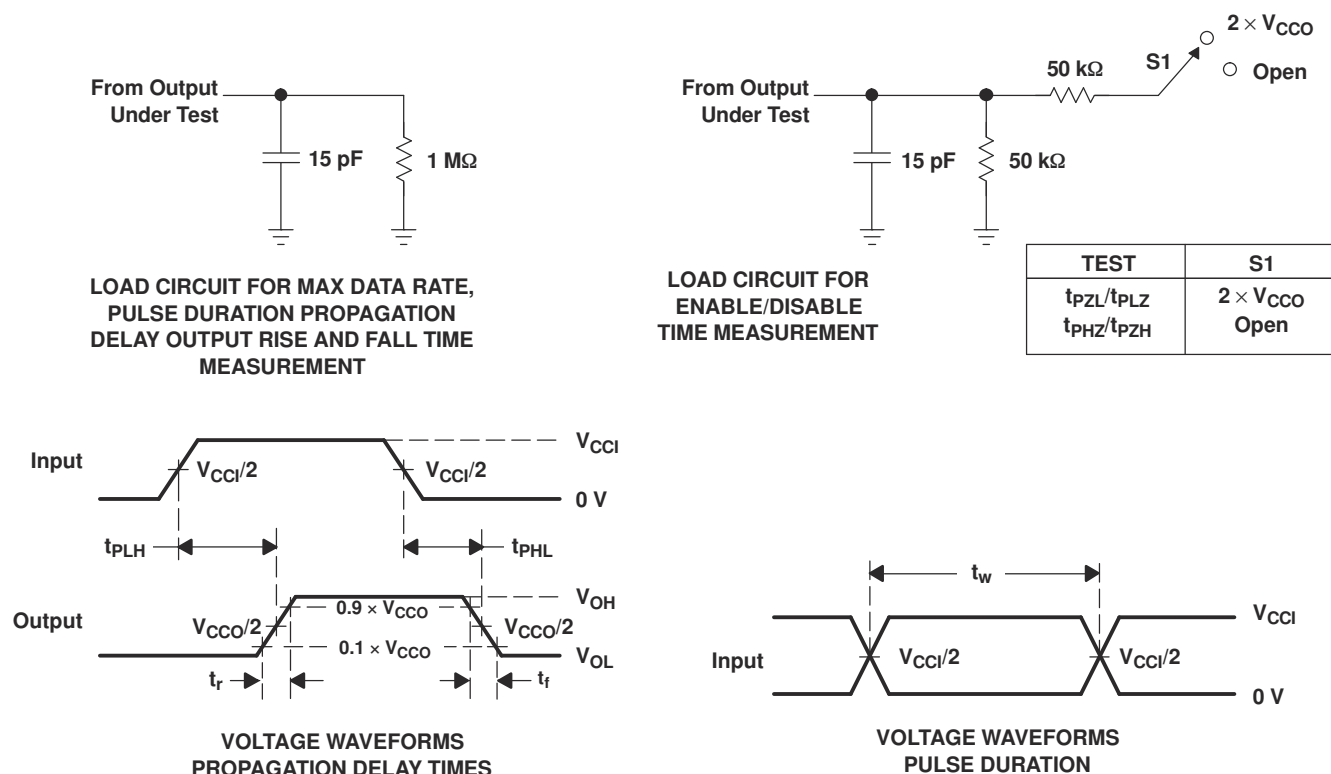 From Output
Under Test
15 pF
1 MΩ
LOAD CIRCUIT FOR MAX DATA RATE,
PULSE DURATION PROPAGATION
DELAY OUTPUT RISE AND FALL TIME
MEASUREMENT
From Output
Under Test
15 pF
50 kΩ
50 kΩ
S1
2 × VCCO
Open
LOAD CIRCUIT FOR
ENABLE/DISABLE
TIME MEASUREMENT
TEST S1
tPZL/tPLZ 2 × VCCO
tPHZ/tPZH Open
Input
VCCI/2
VCCI/2
VCCI
0 V
tPLH
tPHL
Output
VCCO/2
0.9 × VCCO
0.1 × VCCO
VCCO/2
VOH
VOL
tr
tf
VOLTAGE WAVEFORMS
PROPAGATION DELAY TIMES
tw
Input
VCCI/2
VCCI/2
VCCI
0 V
VOLTAGE WAVEFORMS
PULSE DURATION